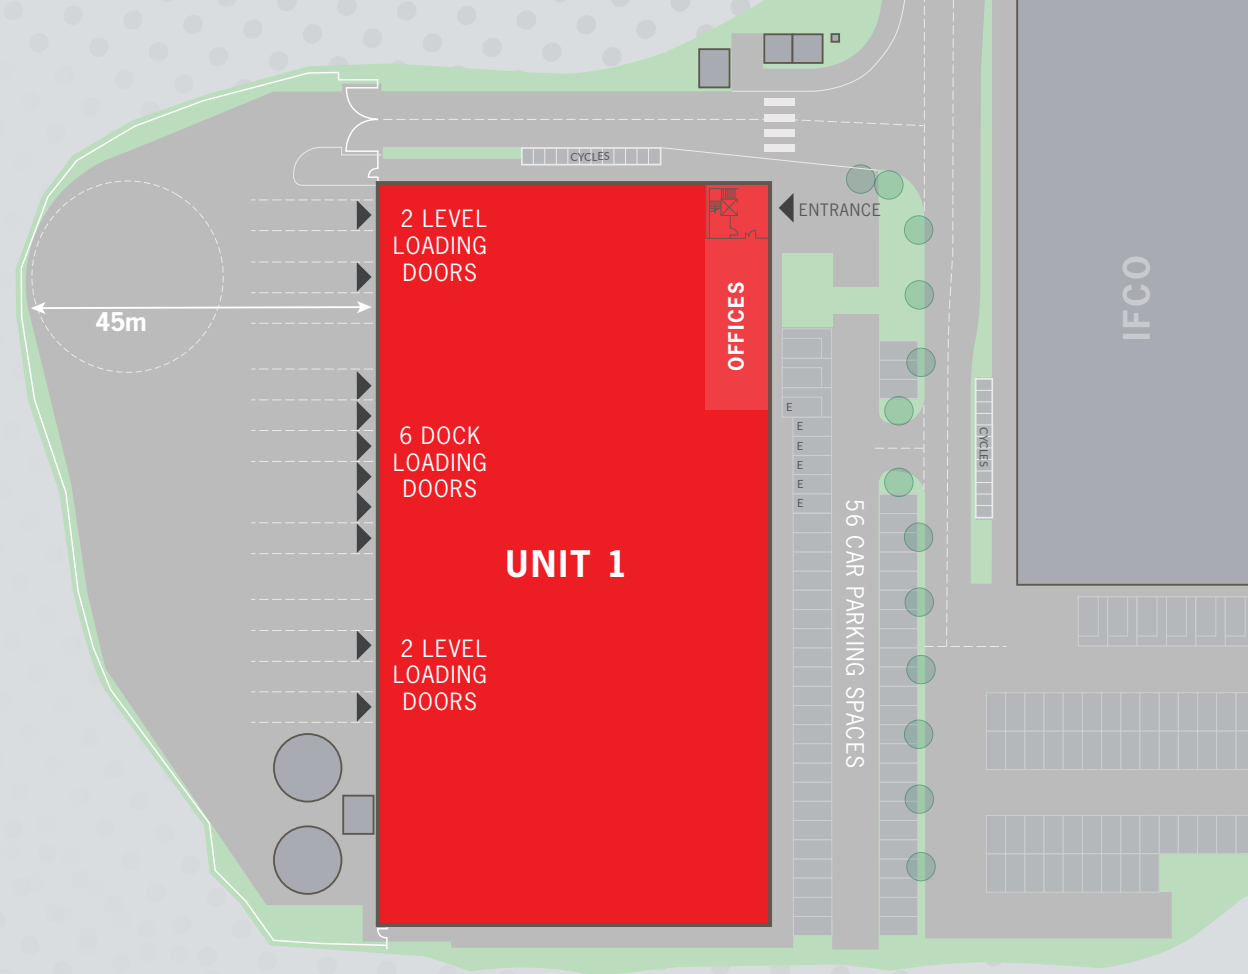 CYCLES
2 LEVEL
LOADING
DOORS
ENTRANCE
OFFICES
IFCO
45m
E
E
E
E
E
E
6 DOCK
LOADING
DOORS
CYCLES
UNIT 1
56 CAR PARKING SPACES
2 LEVEL
LOADING
DOORS